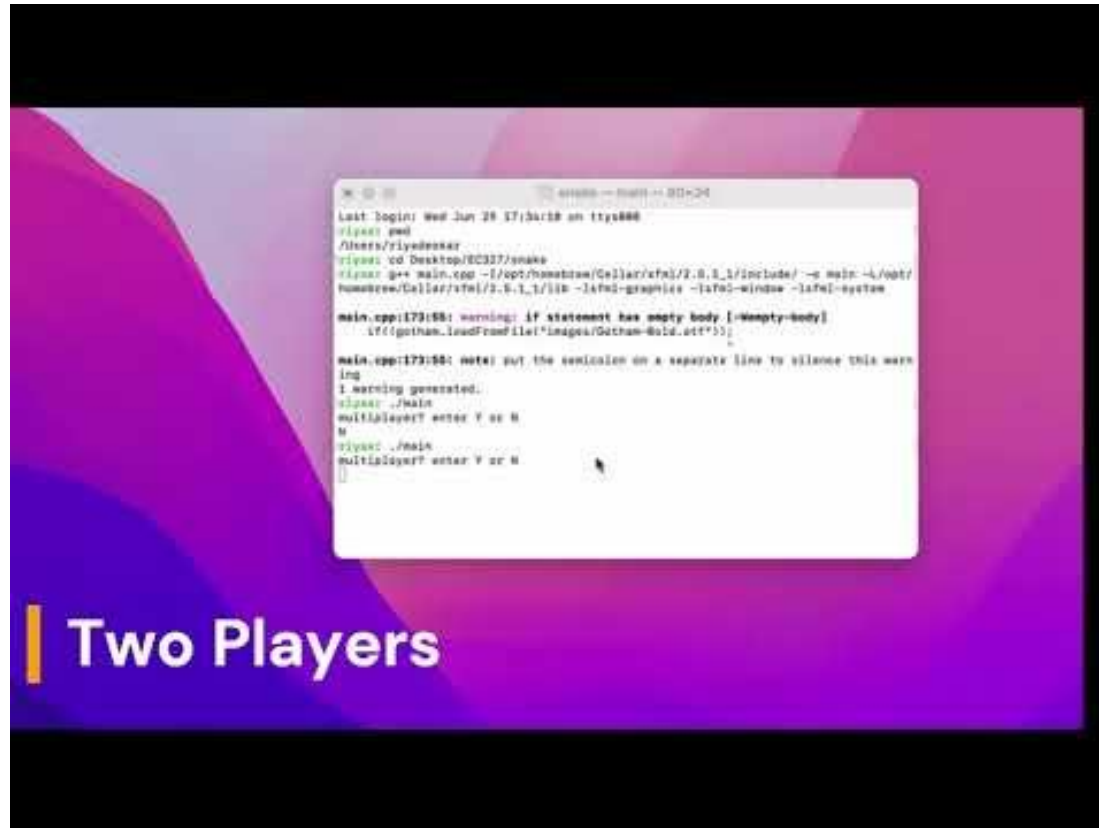 snake — main — 80×24
Last login: Wed Jun 29 17:34:18 on ttys000
riyas: pwd
/Users/riyadeokar
riyas: cd Desktop/EC327/snake
riyas: g++ main.cpp -I/opt/homebrew/Cellar/sfml/2.5.1_1/include/ -o main -L/opt/
homebrew/Cellar/sfml/2.5.1_1/lib -lsfml-graphics -lsfml-window -lsfml-system
main.cpp:173:55: warning: if statement has empty body [-Wempty-body]
if(!gotham.loadFromFile("images/Gotham-Bold.otf"));
^
main.cpp:173:55: note: put the semicolon on a separate line to silence this warn
ing
1 warning generated.
riyas: ./main
multiplayer? enter Y or N
N
riyas: ./main
multiplayer? enter Y or N
Two Players